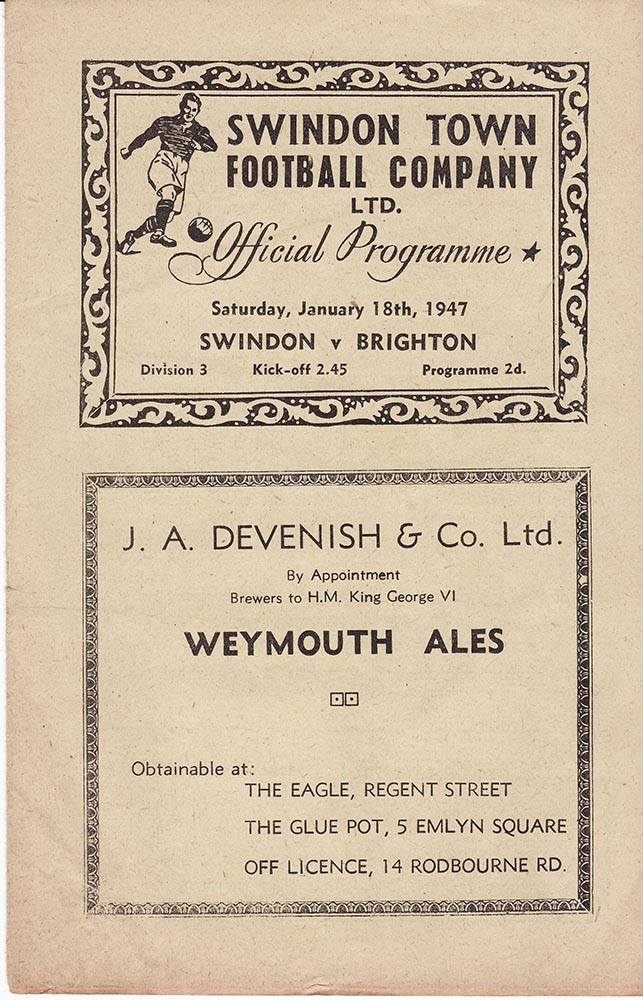 SWINDON TOWN
FOOTBALL COMPANY
LTD.
Official Programme ★
Saturday, January 18th, 1947
SWINDON v BRIGHTON
Division 3 Kick-off 2.45 Programme 2d.
J. A. DEVENISH & Co. Ltd.
By Appointment
Brewers to H.M. King George VI
WEYMOUTH ALES
Obtainable at:
THE EAGLE, REGENT STREET
THE GLUE POT, 5 EMLYN SQUARE
OFF LICENCE, 14 RODBOURNE RD.